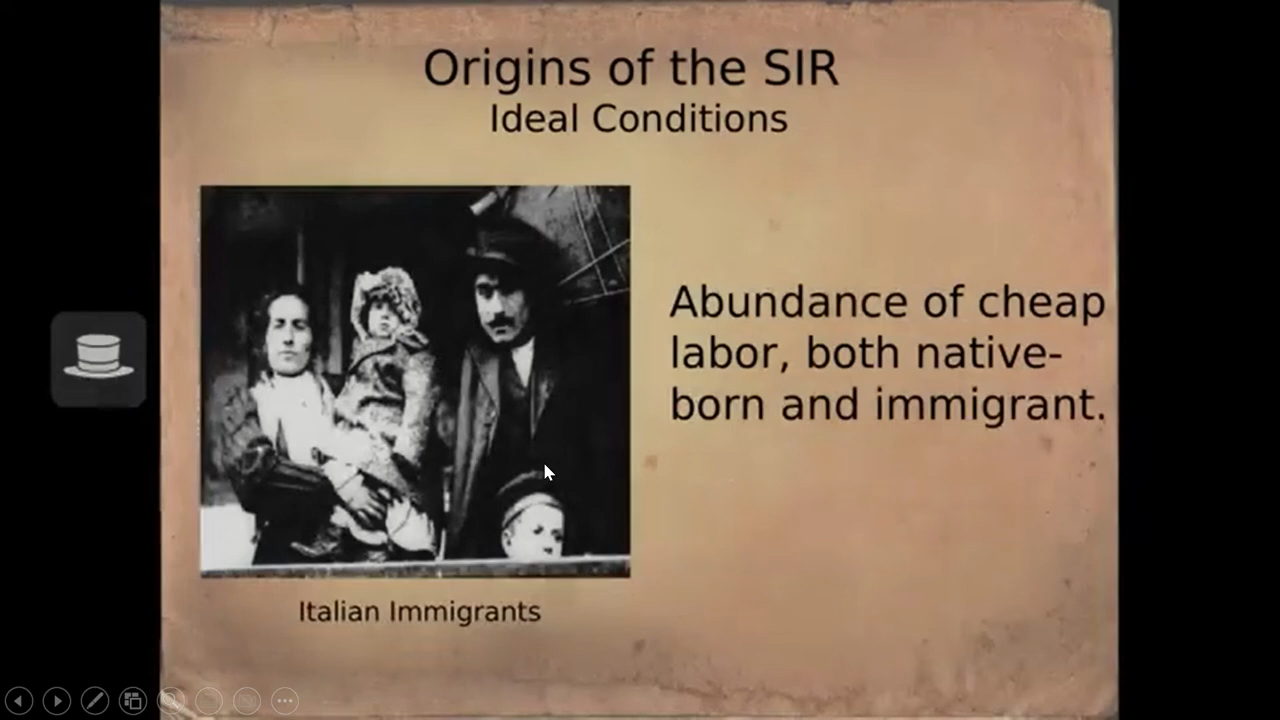 Origins of the SIR
Ideal Conditions
Abundance of cheap
labor, both native-
born and immigrant.
Italian Immigrants